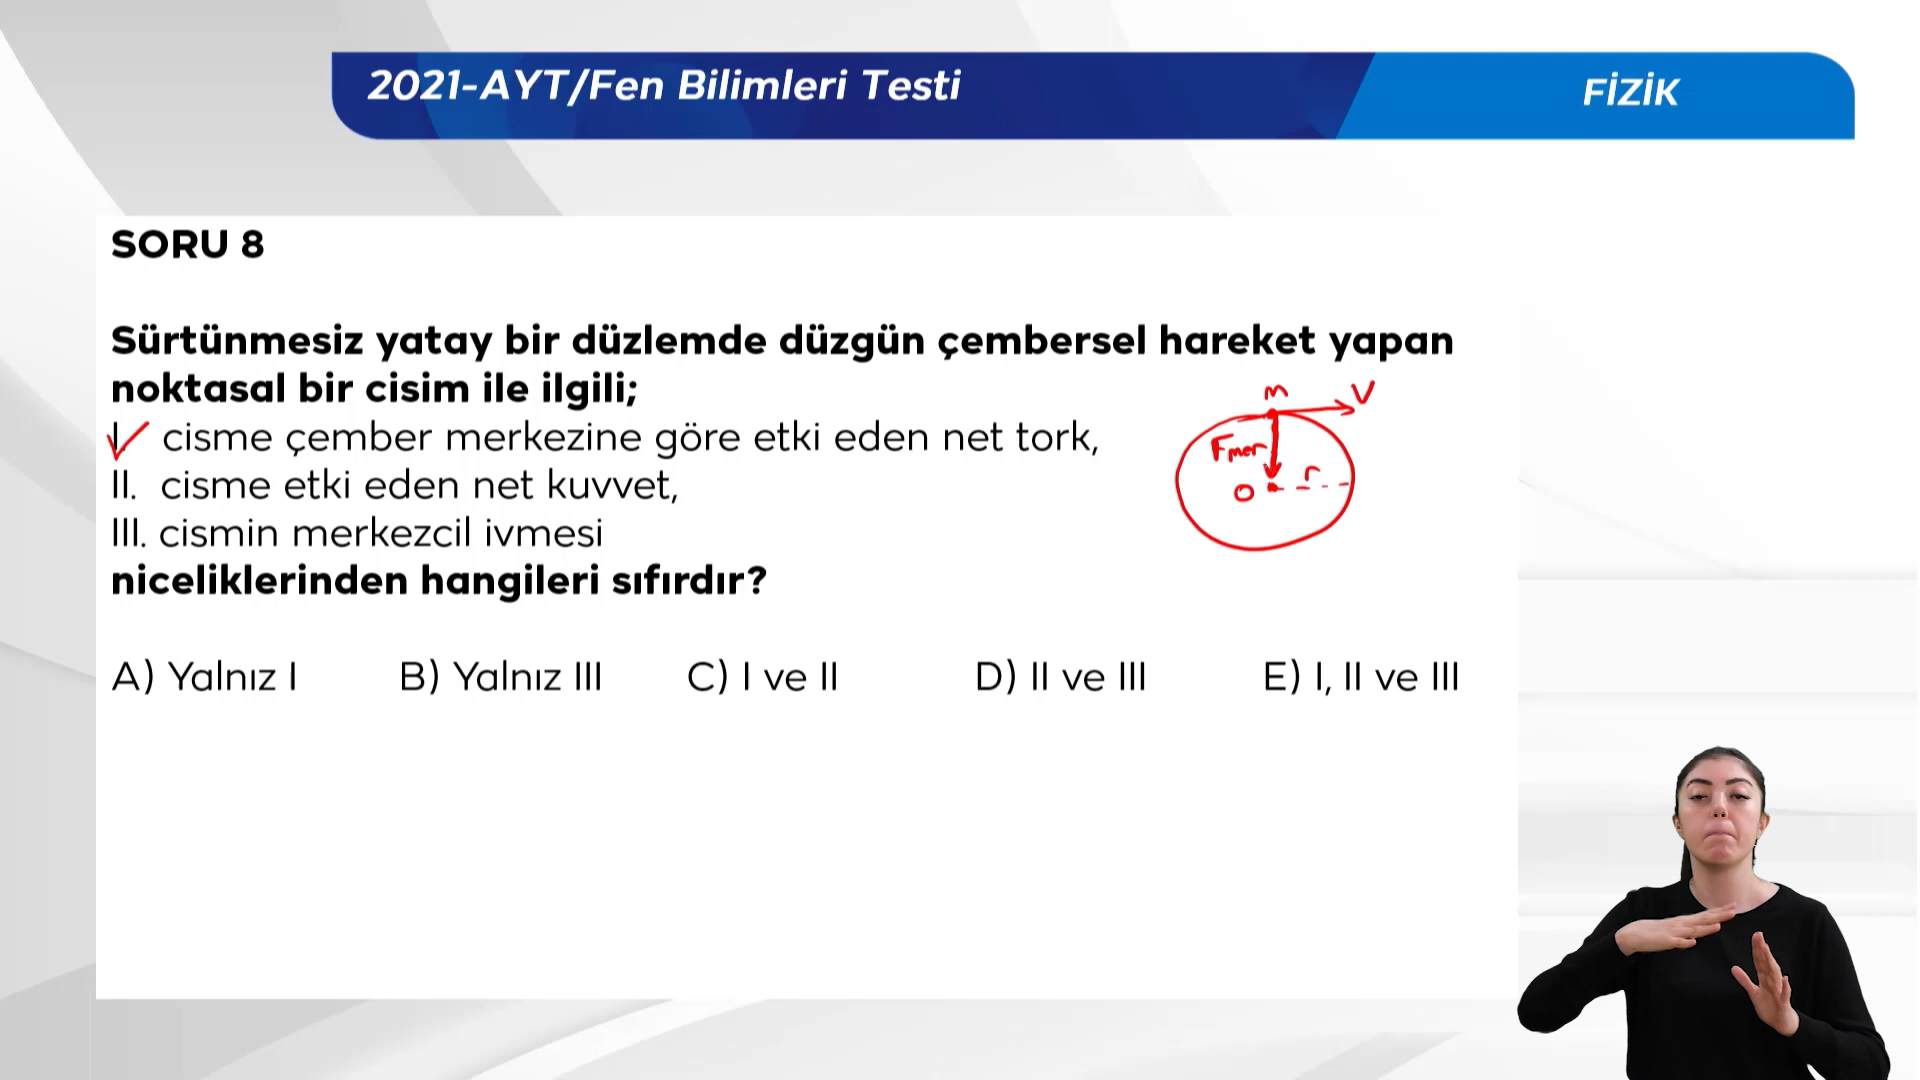 2021-AYT/Fen Bilimleri Testi
FİZİK
SORU 8
Sürtünmesiz yatay bir düzlemde düzgün çembersel hareket yapan
noktasal bir cisim ile ilgili;
I. cisme çember merkezine göre etki eden net tork,
II. cisme etki eden net kuvvet,
III. cismin merkezcil ivmesi
niceliklerinden hangileri sıfırdır?
m
V
Fmer
r
O
A) Yalnız I B) Yalnız III C) I ve II D) II ve III E) I, II ve III